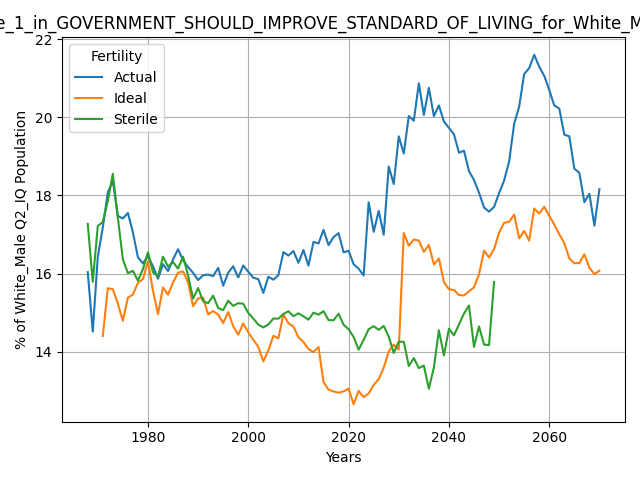 e_1_in_GOVERNMENT_SHOULD_IMPROVE_STANDARD_OF_LIVING_for_White_M
22
20
18
16
14
% of White_Male Q2_IQ Population
Fertility
Actual
Ideal
Sterile
1980 2000 2020 2040 2060
Years